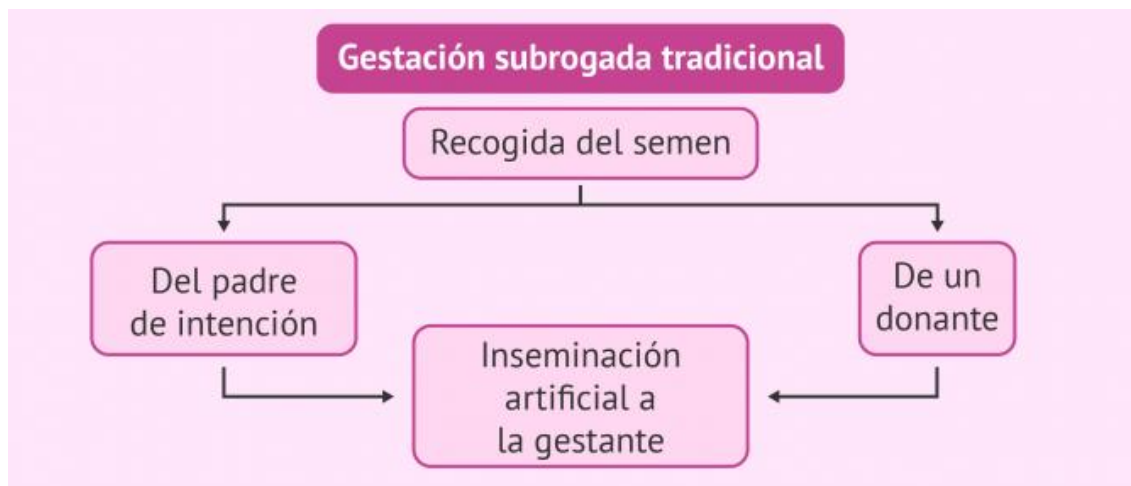 Gestación subrogada tradicional
Recogida del semen
Del padre
de intención
De un
donante
Inseminación
artificial a
la gestante